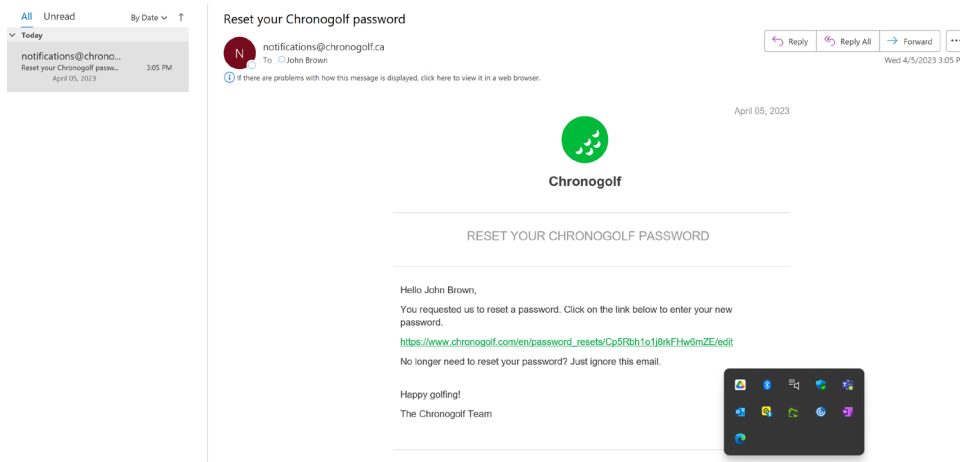 All Unread By Date
Today
notifications@chrono...
Reset your Chronogolf passw... 3:05 PM
April 05, 2023
Reset your Chronogolf password
N
notifications@chronogolf.ca
To John Brown
Reply Reply All Forward
Wed 4/5/2023 3:05 P
If there are problems with how this message is displayed, click here to view it in a web browser.
April 05, 2023
Chronogolf
RESET YOUR CHRONOGOLF PASSWORD
Hello John Brown,
You requested us to reset a password. Click on the link below to enter your new
password.
https://www.chronogolf.com/en/password_resets/Cp5Rbh1o1j8rkFHw6mZE/edit
No longer need to reset your password? Just ignore this email.
Happy golfing!
The Chronogolf Team